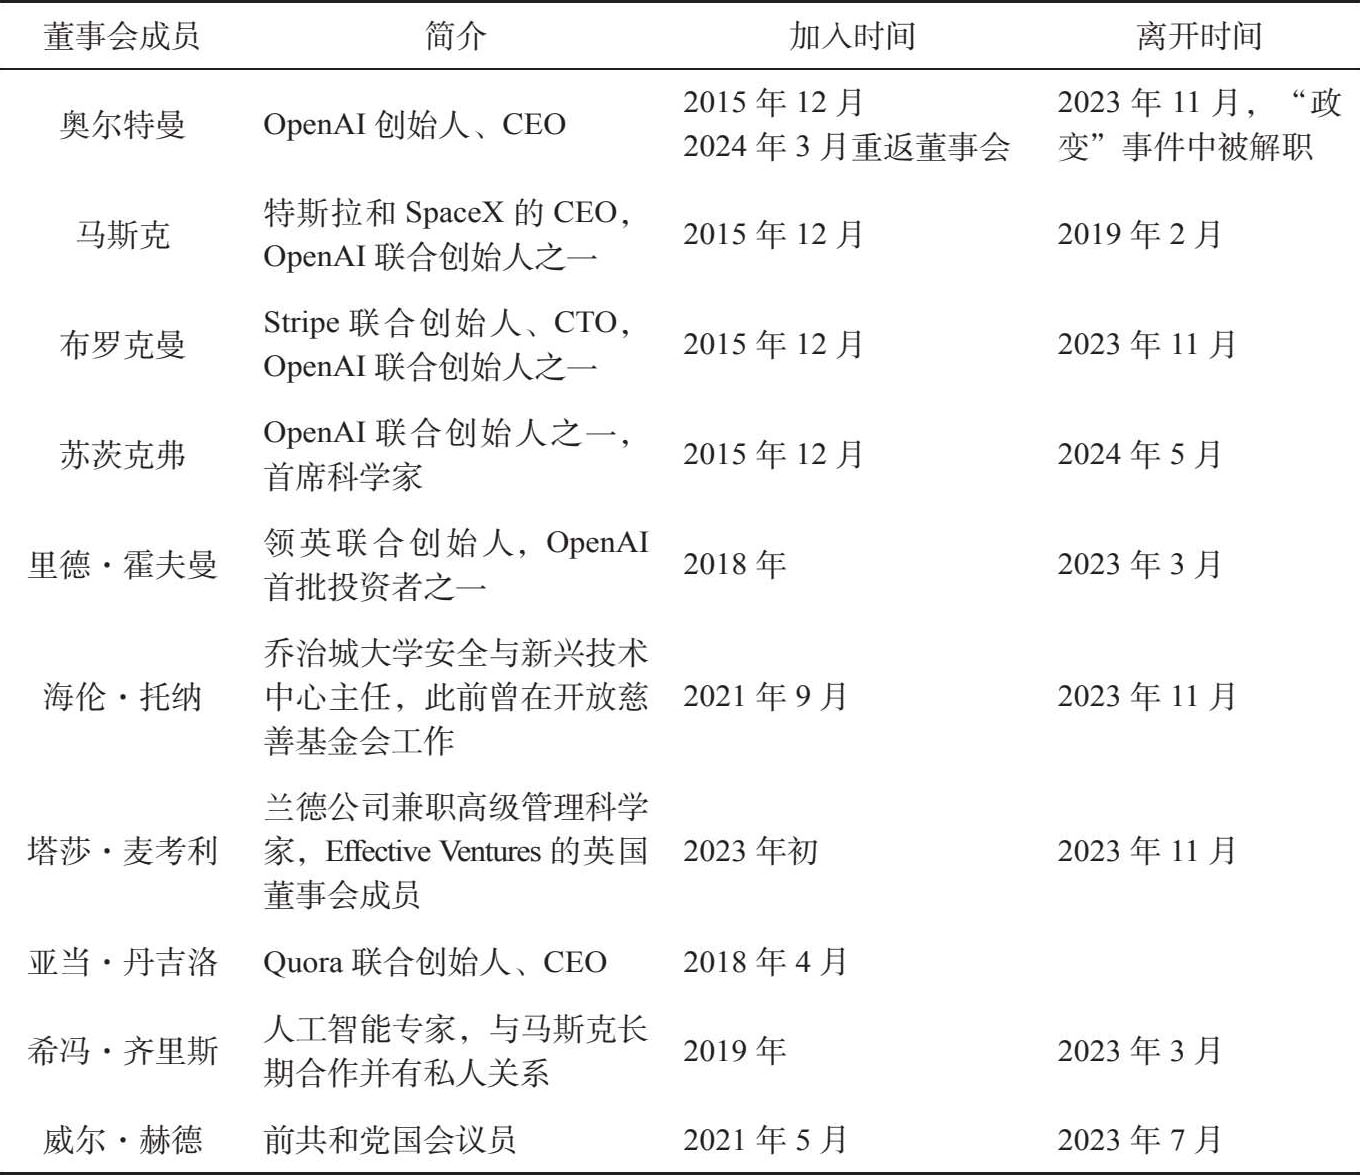 董事会成员 简介 加入时间 离开时间
奥尔特曼 OpenAI 创始人、CEO 2015 年 12 月 2023 年 11 月，“政
2024 年 3 月重返董事会 变”事件中被解职
马斯克 特斯拉和 SpaceX 的 CEO， 2015 年 12 月 2019 年 2 月
OpenAI 联合创始人之一
布罗克曼 Stripe 联合创始人、CTO， 2015 年 12 月 2023 年 11 月
OpenAI 联合创始人之一
苏茨克弗 OpenAI 联合创始人之一， 2015 年 12 月 2024 年 5 月
首席科学家
里德·霍夫曼 领英联合创始人，OpenAI 2018 年 2023 年 3 月
首批投资者之一
海伦·托纳 乔治城大学安全与新兴技术 2021 年 9 月 2023 年 11 月
中心主任，此前曾在开放慈
善基金会工作
塔莎·麦考利 兰德公司兼职高级管理科学 2023 年初 2023 年 11 月
家，Effective Ventures 的英国
董事会成员
亚当·丹吉洛 Quora 联合创始人、CEO 2018 年 4 月
希冯·齐里斯 人工智能专家，与马斯克长 2019 年 2023 年 3 月
期合作并有私人关系
威尔·赫德 前共和党国会议员 2021 年 5 月 2023 年 7 月